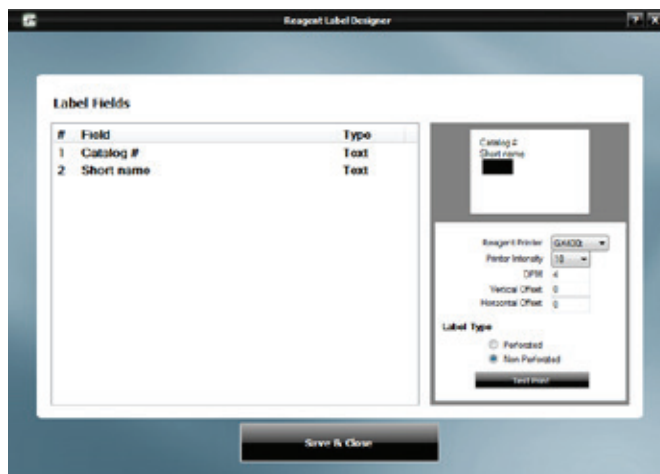 Reagent Label Designer
? X
Label Fields
# Field Type
1 Catalog # Text
2 Short name Text
Catalog #
Short name
Reagent Printer
Printer Intensity 10
DPM 4
Vertical Offset 0
Horizontal Offset 0
Label Type
Perforated
Non Perforated
Test Print
Save & Close